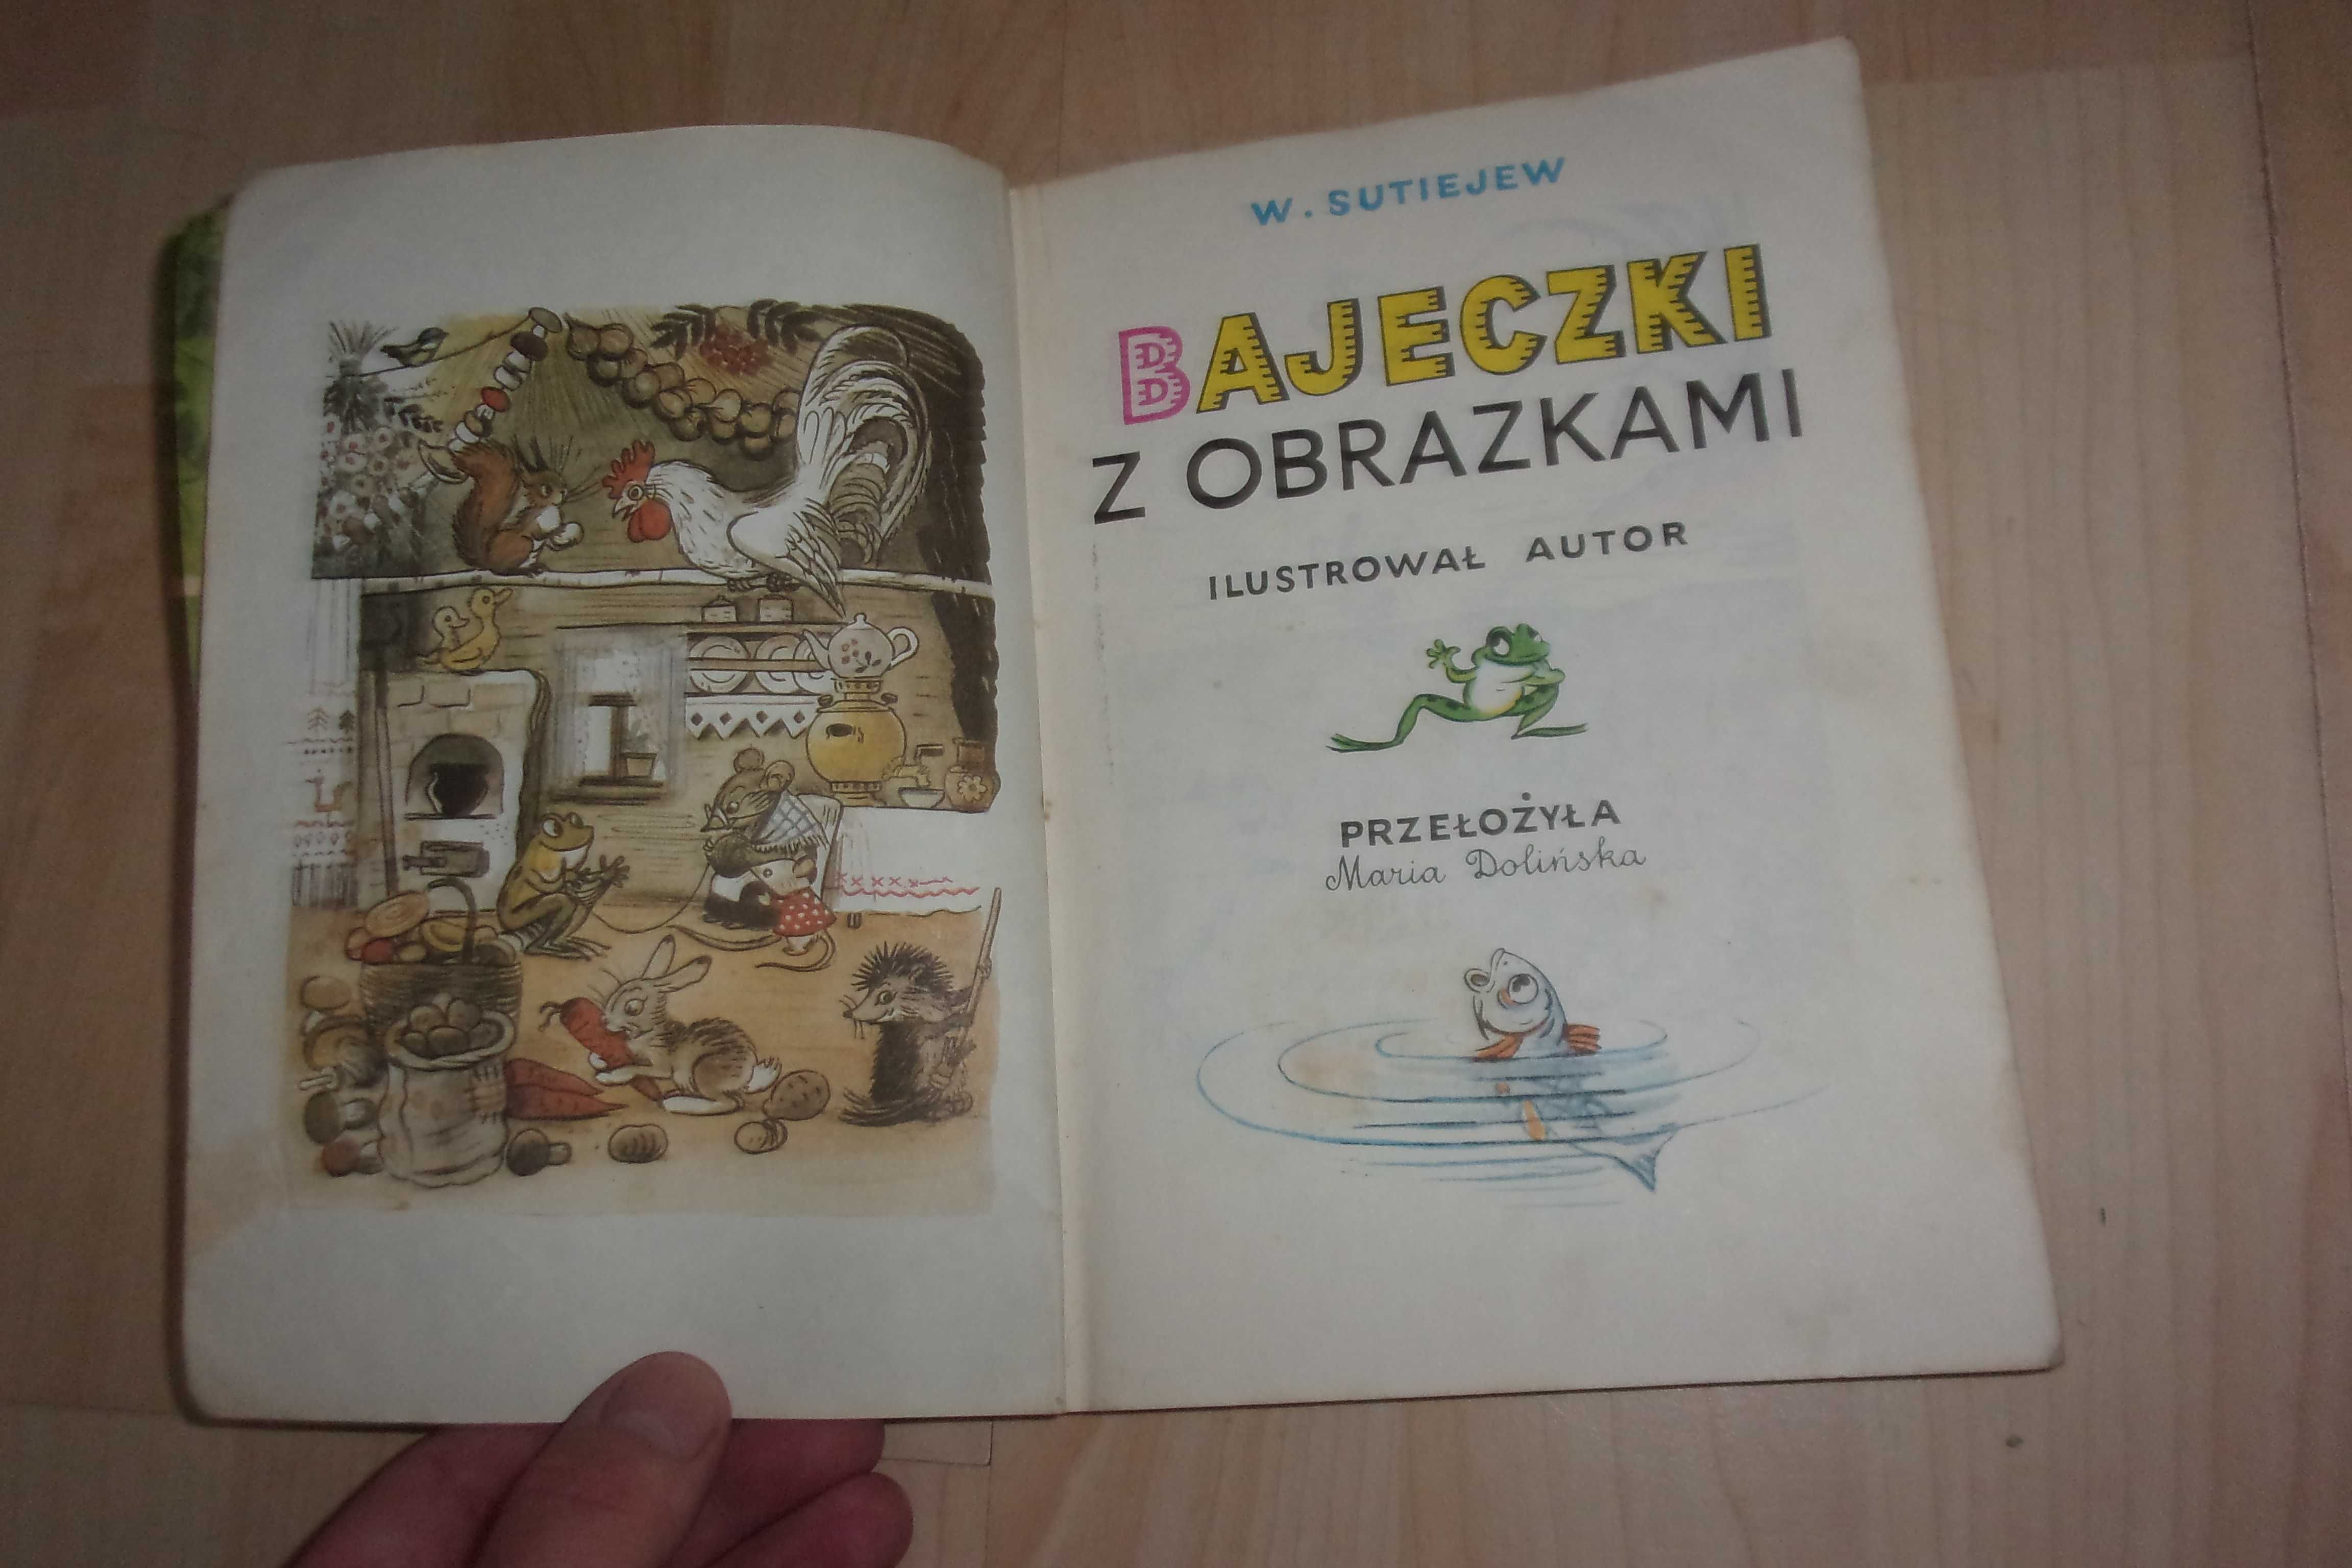 W. SUTIEJEW
BAJECZKI
Z OBRAZKAMI
ILUSTROWAŁ AUTOR
PRZEŁOŻYŁA
Maria Dolińska